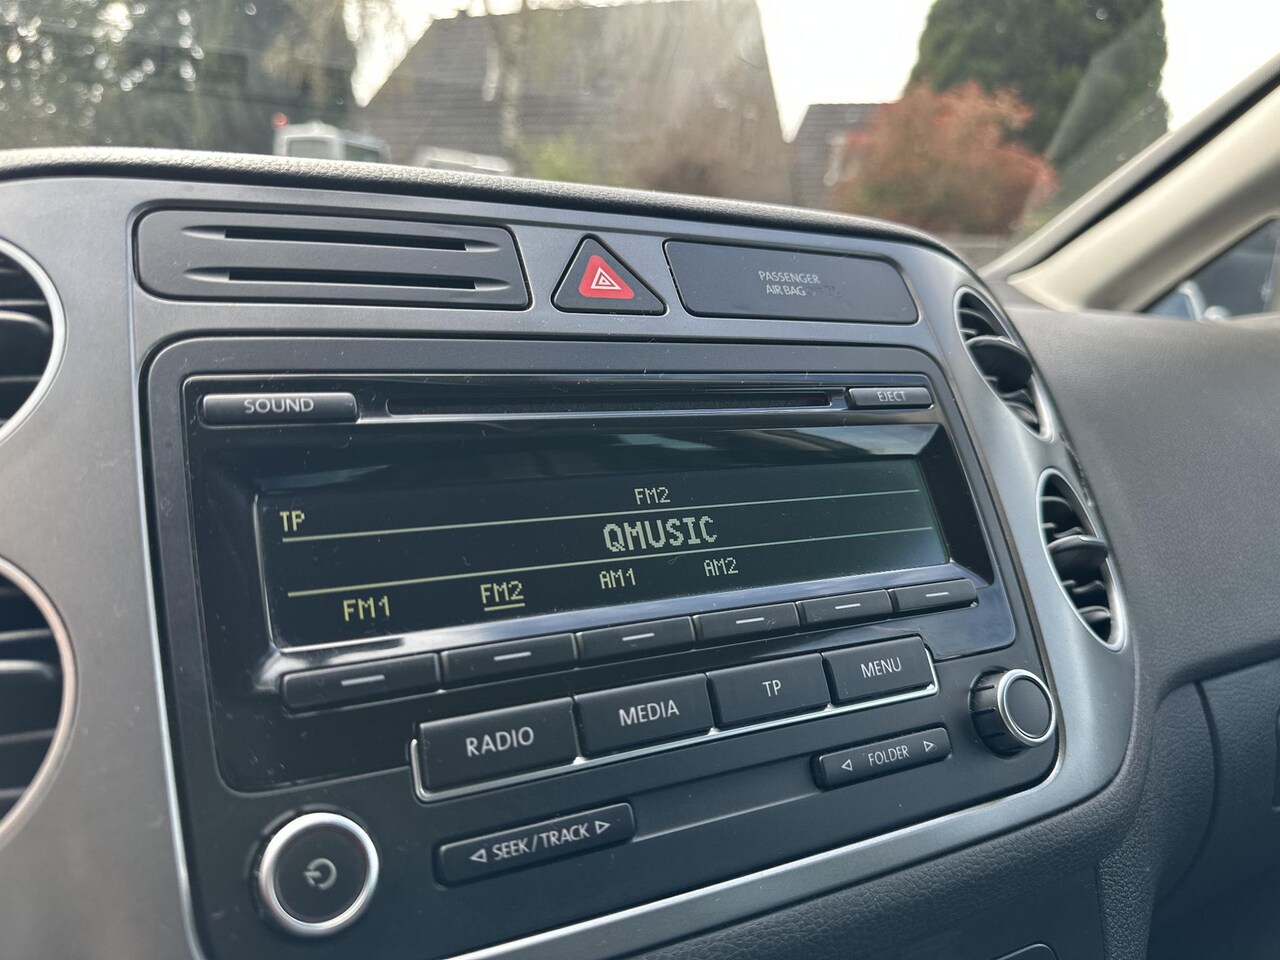 PASSENGER
AIR BAG
SOUND
EJECT
FM2
TP
QMUSIC
FM1 FM2 AM1 AM2
RADIO MEDIA TP MENU
SEEK/TRACK FOLDER